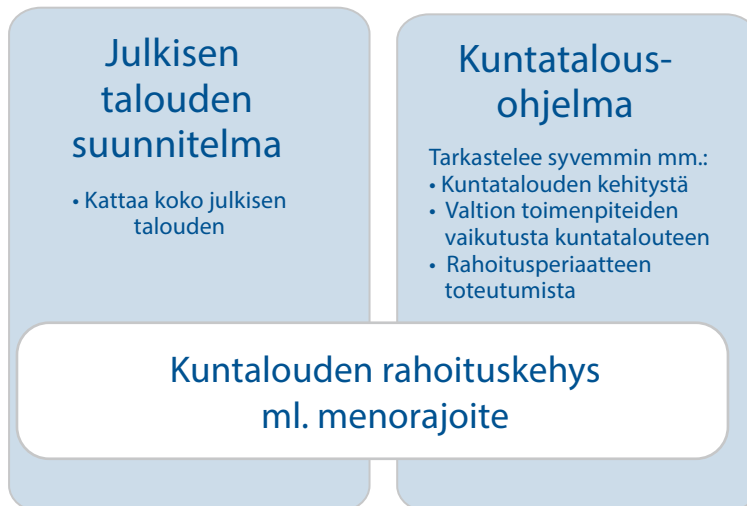 Julkisen
talouden
suunnitelma
• Kattaa koko julkisen
talouden
Kuntatalous-
ohjelma
Tarkastelee syvemmin mm.:
• Kuntatalouden kehitystä
• Valtion toimenpiteiden
vaikutusta kuntatalouteen
• Rahoitusperiaatteen
toteutumista
Kuntalouden rahoituskehys
ml. menorajoite